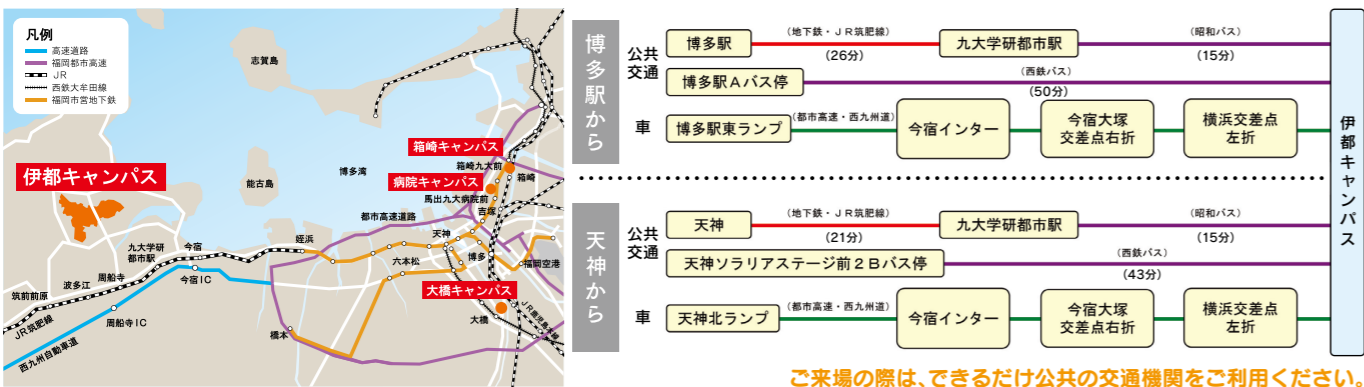 凡例
高速道路
福岡都市高速
JR
西鉄大牟田線
福岡市営地下鉄
志賀島
博多湾
能古島
伊都キャンパス
箱崎キャンパス
箱崎九大前
箱崎
病院キャンパス
馬出九大病院前
吉塚
都市高速道路
天神
姪浜
六本松
博多
福岡空港
九大学研
都市駅
今宿
周船寺
波多江
今宿IC
筑前前原
周船寺IC
JR筑肥線
西九州自動車道
橋本
大橋キャンパス
大橋
JR鹿児島本線
博多駅から
公共
交通
博多駅
(地下鉄・JR筑肥線)
(26分)
九大学研都市駅
(昭和バス)
(15分)
博多駅Aバス停
(西鉄バス)
(50分)
車
博多駅東ランプ
(都市高速・西九州道)
今宿インター
今宿大塚
交差点右折
横浜交差点
左折
天神から
公共
交通
天神
(地下鉄・JR筑肥線)
(21分)
九大学研都市駅
(昭和バス)
(15分)
天神ソラリアステージ前2Bバス停
(西鉄バス)
(43分)
車
天神北ランプ
(都市高速・西九州道)
今宿インター
今宿大塚
交差点右折
横浜交差点
左折
伊都キャンパス
ご来場の際は、できるだけ公共の交通機関をご利用ください。